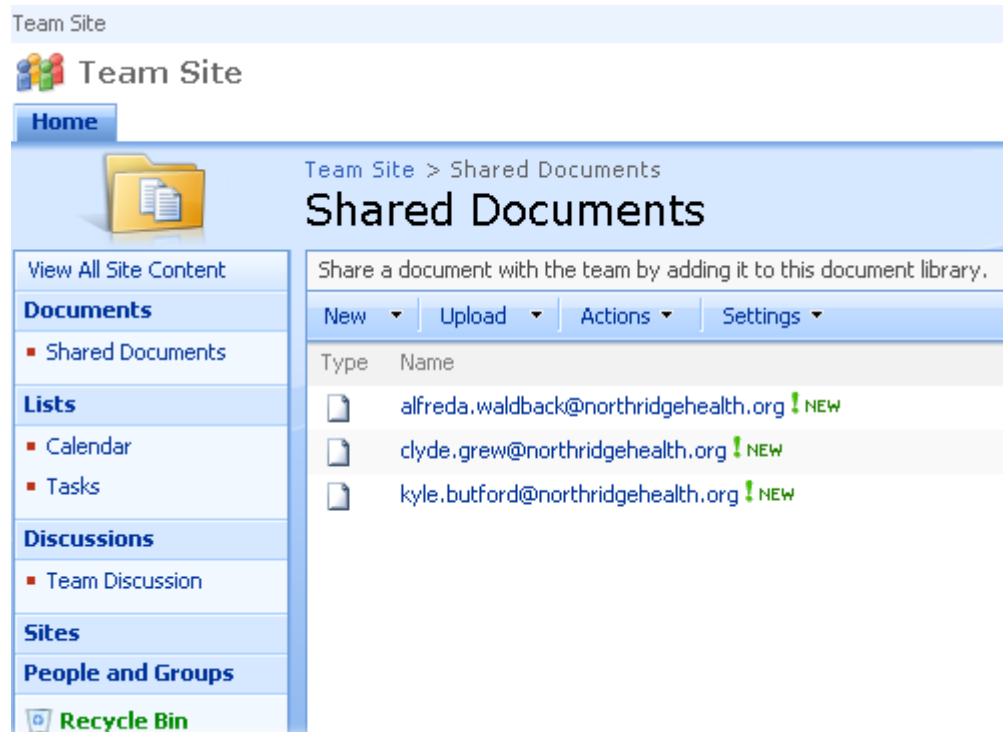 Team Site
Team Site
Home
Team Site > Shared Documents
Shared Documents
View All Site Content
Documents
Shared Documents
Lists
Calendar
Tasks
Discussions
Team Discussion
Sites
People and Groups
Recycle Bin
Share a document with the team by adding it to this document library.
New Upload Actions Settings
Type Name
alfreda.waldback@northridgehealth.org ! NEW
clyde.grew@northridgehealth.org ! NEW
kyle.butford@northridgehealth.org ! NEW